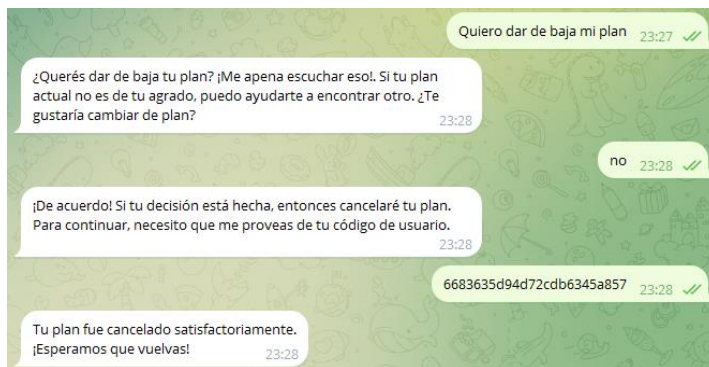 Quiero dar de baja mi plan 23:27
¿Querés dar de baja tu plan? ¡Me apena escuchar eso!. Si tu plan
actual no es de tu agrado, puedo ayudarte a encontrar otro. ¿Te
gustaría cambiar de plan?
23:28
no 23:28
¡De acuerdo! Si tu decisión está hecha, entonces cancelaré tu plan.
Para continuar, necesito que me proveas de tu código de usuario.
23:28
6683635d94d72cdb6345a857 23:28
Tu plan fue cancelado satisfactoriamente.
¡Esperamos que vuelvas! 23:28